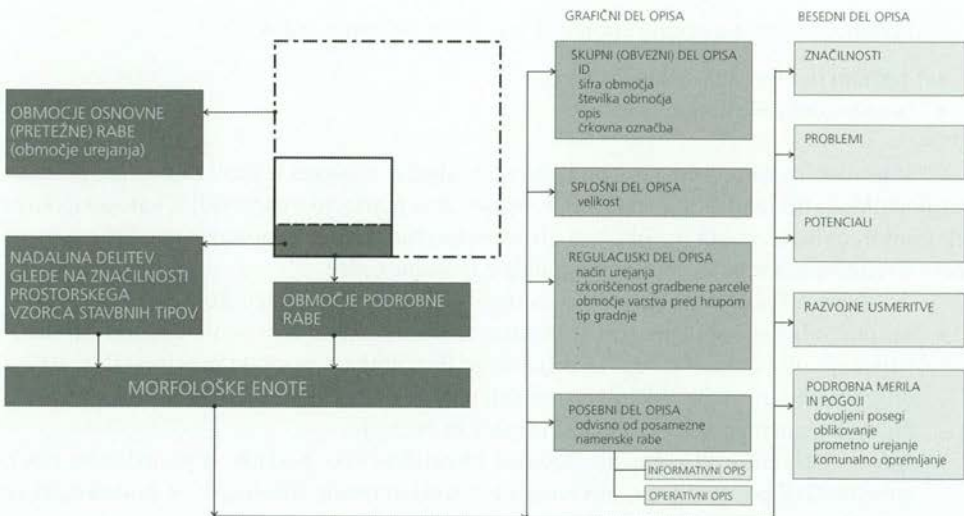 OBMOČJE OSNOVNE
(PRETEŽNE) RABE
(območje urejanja)
NADALJNA DELITEV
GLEDE NA ZNAČILNOSTI
PROSTORSKEGA
VZORCA STAVBNIH TIPOV
OBMOČJE PODROBNE
RABE
MORFOLOŠKE ENOTE
GRAFIČNI DEL OPISA
SKUPNI (OBVEZNI) DEL OPISA
ID
šifra območja
številka območja
opis
črkovna označba
SPLOŠNI DEL OPISA
velikost
REGULACIJSKI DEL OPISA
način urejanja
izkoriščenost gradbene parcele
območje varstva pred hrupom
tip gradnje
POSEBNI DEL OPISA
odvisno od posamezne
namenske rabe
INFORMATIVNI OPIS
OPERATIVNI OPIS
BESEDNI DEL OPISA
ZNAČILNOSTI
PROBLEMI
POTENCIALI
RAZVOJNE USMERITVE
PODROBNA MERILA
IN POGOJI
dovoljeni posegi
oblikovanje
prometno urejanje
komunalno opremljanje